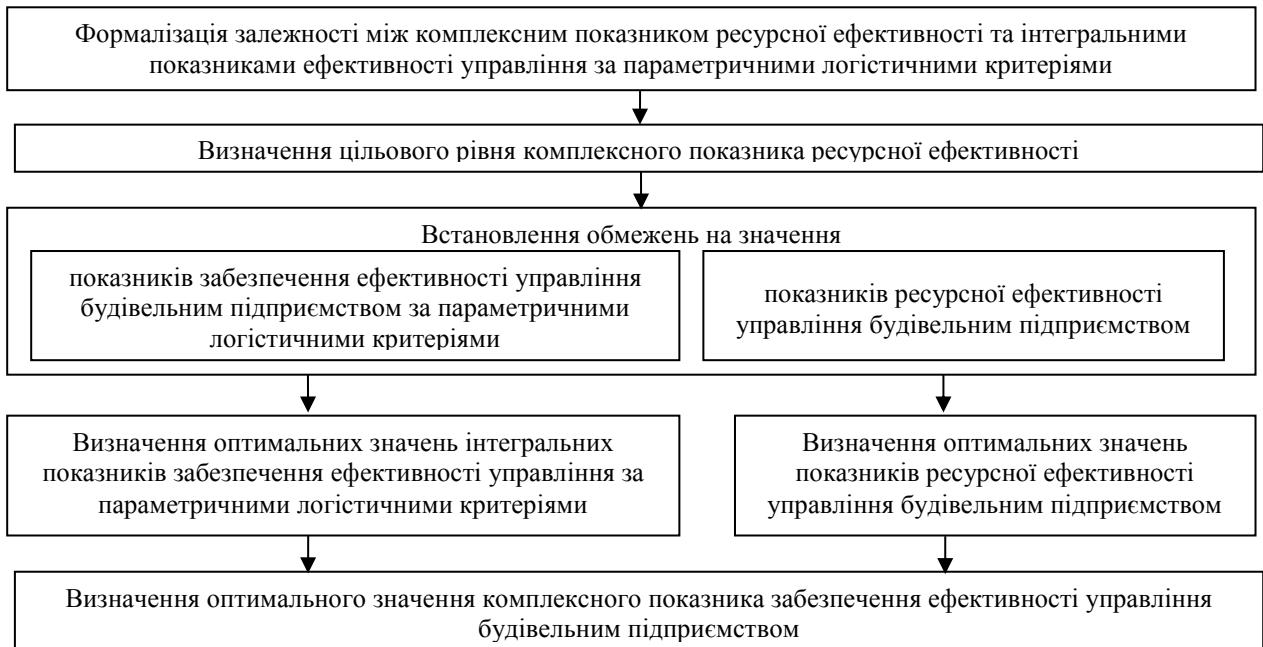 Формалізація залежності між комплексним показником ресурсної ефективності та інтегральними
показниками ефективності управління за параметричними логістичними критеріями
Визначення цільового рівня комплексного показника ресурсної ефективності
Встановлення обмежень на значення
показників забезпечення ефективності управління
будівельним підприємством за параметричними
логістичними критеріями
показників ресурсної ефективності
управління будівельним підприємством
Визначення оптимальних значень інтегральних
показників забезпечення ефективності управління за
параметричними логістичними критеріями
Визначення оптимальних значень
показників ресурсної ефективності
управління будівельним підприємством
Визначення оптимального значення комплексного показника забезпечення ефективності управління
будівельним підприємством